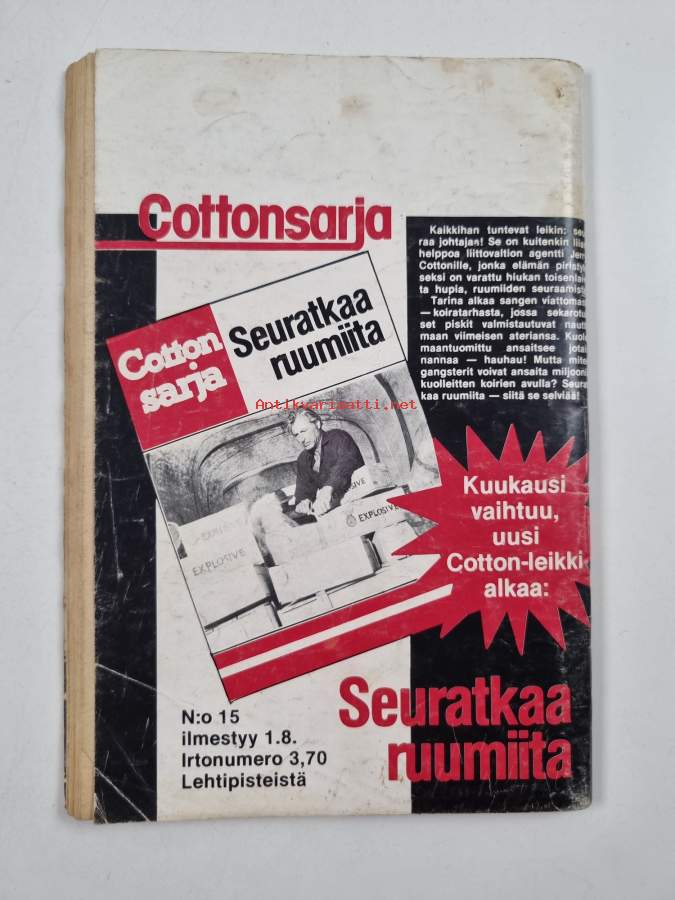 Cottonsarja
Kaikkihan tuntevat leikin:
raa johtajan! Se on kuitenkin
helppoa liittovaltion agentti
Cottonille, jonka elämän
seksi on varattu hiukan
ta hupia, ruumiiden
Tarina alkaa sangen
—koiratarhasta, jossa
set piskit valmistautuvat
maan viimeisen ateriansa.
maantuomittu ansaitsee
nannaa — hauhau! Mutta
gangsterit voivat ansaita
kuolleitten koirien avulla?
kaa ruumiita — siitä se selviää!
Cotton
sarja
Seuratkaa
ruumiita
Antikvariaatti.net
EXPLOSIVE
EXPLOSIVE
Kuukausi
vaihtuu,
uusi
Cotton-leikki
alkaa:
N:o 15
ilmestyy 1.8.
Irtonumero 3,70
Lehtipisteistä
Seuratkaa
ruumiita